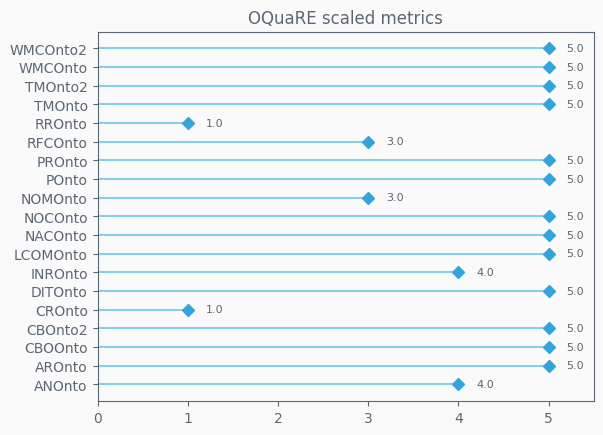 OQuaRE scaled metrics
WMCOnto2 5.0
WMCOnto 5.0
TMOnto2 5.0
TMOnto 5.0
RROnto 1.0
RFCOnto 3.0
PROnto 5.0
POnto 5.0
NOMOnto 3.0
NOCOnto 5.0
NACOnto 5.0
LCOMOnto 5.0
INROnto 4.0
DITOnto 5.0
CROnto 1.0
CBOnto2 5.0
CBOOnto 5.0
AROnto 5.0
ANOnto 4.0
0 1 2 3 4 5